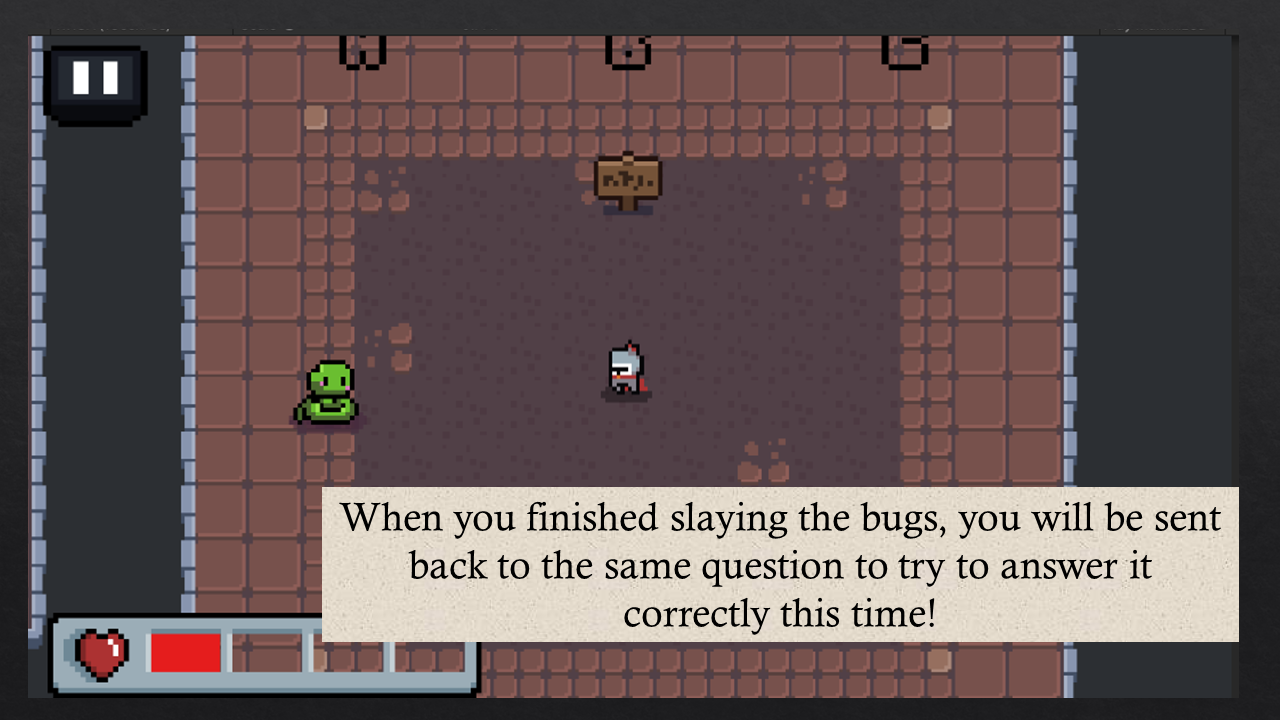 When you finished slaying the bugs, you will be sent
back to the same question to try to answer it
correctly this time!